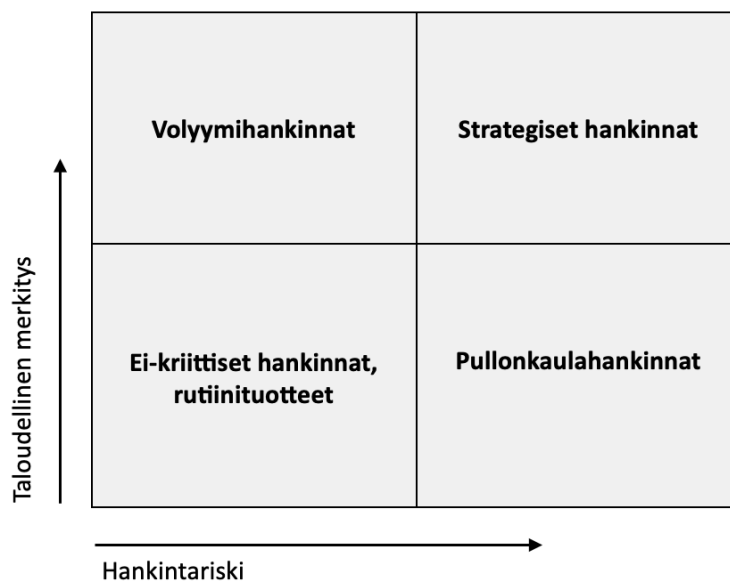 Volyymihankinnat
Strategiset hankinnat
Taloudellinen merkitys
Ei-kriittiset hankinnat,
rutiinituotteet
Pullonkaulahankinnat
Hankintariski